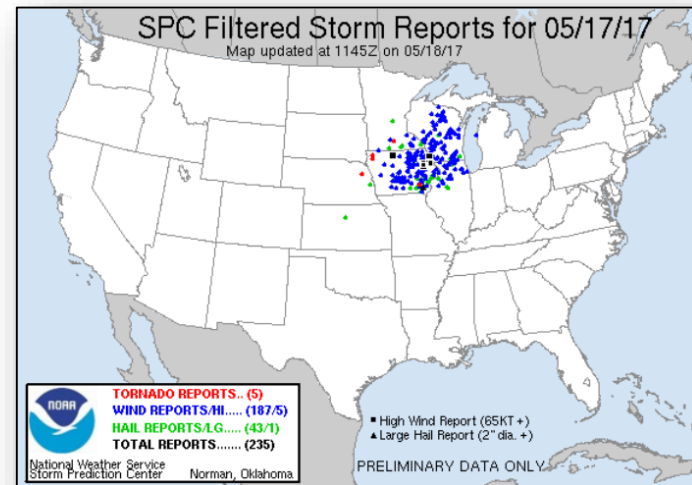 SPC Filtered Storm Reports for 05/17/17
Map updated at 1145Z on 05/18/17
TORNADO REPORTS.. (5)
WIND REPORTS/HI..... (187/5)
HAIL REPORTS/LG..... (43/1)
TOTAL REPORTS....... (235)
NOAA
National Weather Service
Storm Prediction Center Norman, Oklahoma
High Wind Report (65KT +)
Large Hail Report (2" dia. +)
PRELIMINARY DATA ONLY